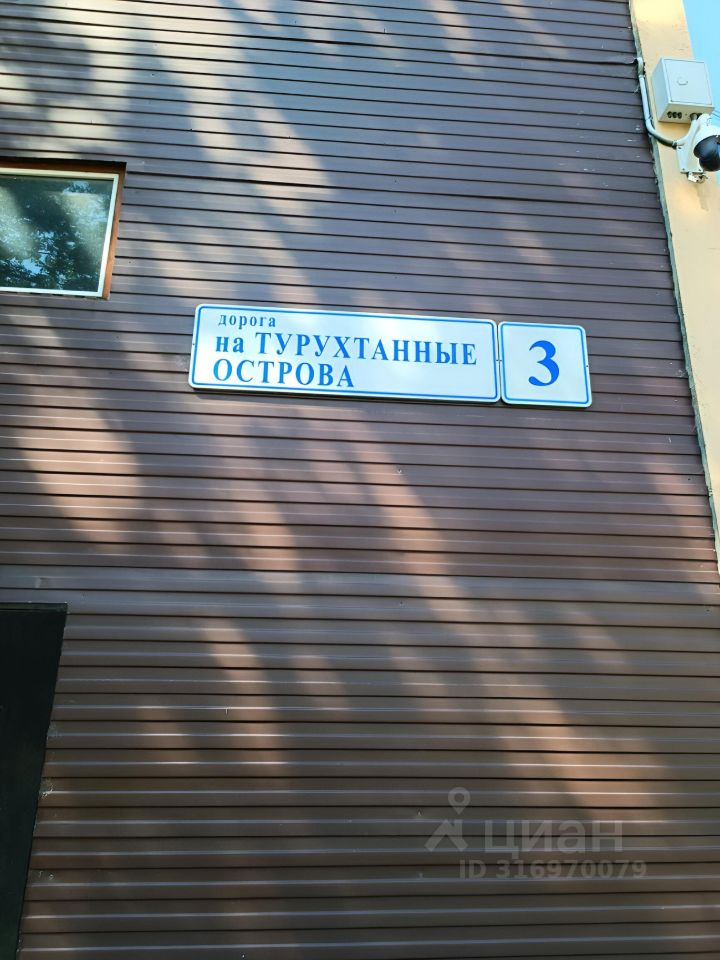 дорога
на ТУРУХТАННЫЕ
ОСТРОВА
3
циан
ID 316970079